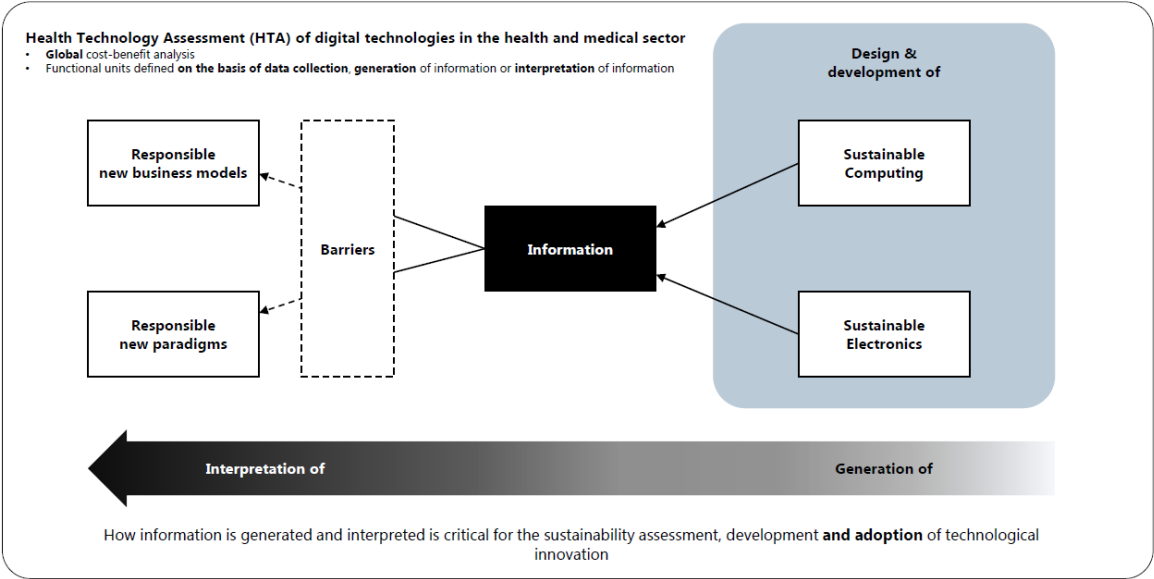 Health Technology Assessment (HTA) of digital technologies in the health and medical sector
• Global cost-benefit analysis
• Functional units defined on the basis of data collection, generation of information or interpretation of information
Design &
development of
Responsible
new business models
Sustainable
Computing
Barriers
Information
Responsible
new paradigms
Sustainable
Electronics
Interpretation of
Generation of
How information is generated and interpreted is critical for the sustainability assessment, development and adoption of technological
innovation